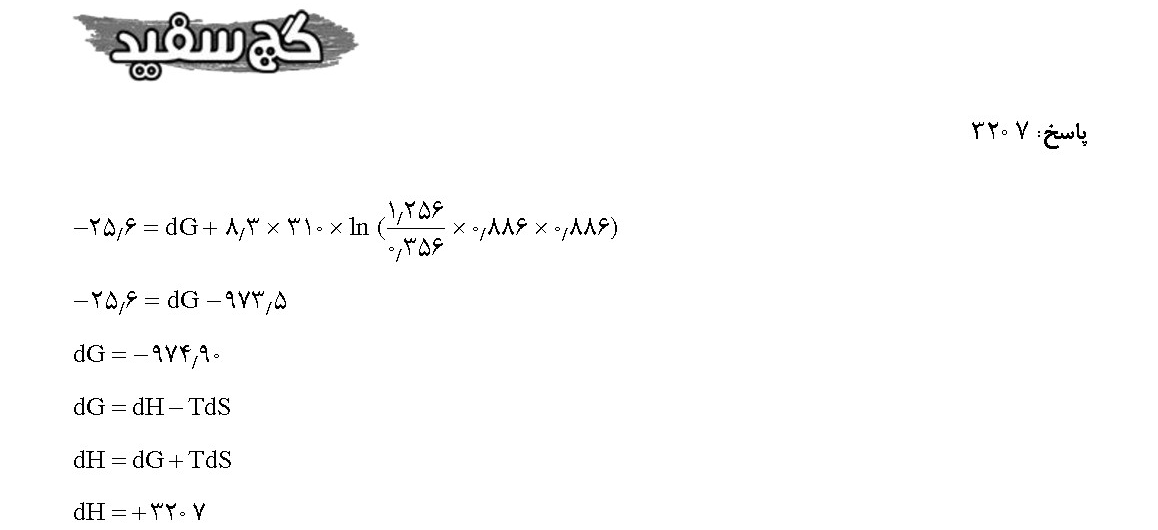 گچ سفید
پاسخ: ۳۲۰۷
−۲۵/۶ = dG + ۸/۳ × ۳۱۰ × ln (۱/۲۵۶ / ۰/۳۵۶ × ۰/۸۸۶ × ۰/۸۸۶)
−۲۵/۶ = dG − ۹۷۳/۵
dG = −۹۷۴/۹۰
dG = dH − TdS
dH = dG + TdS
dH = +۳۲۰۷